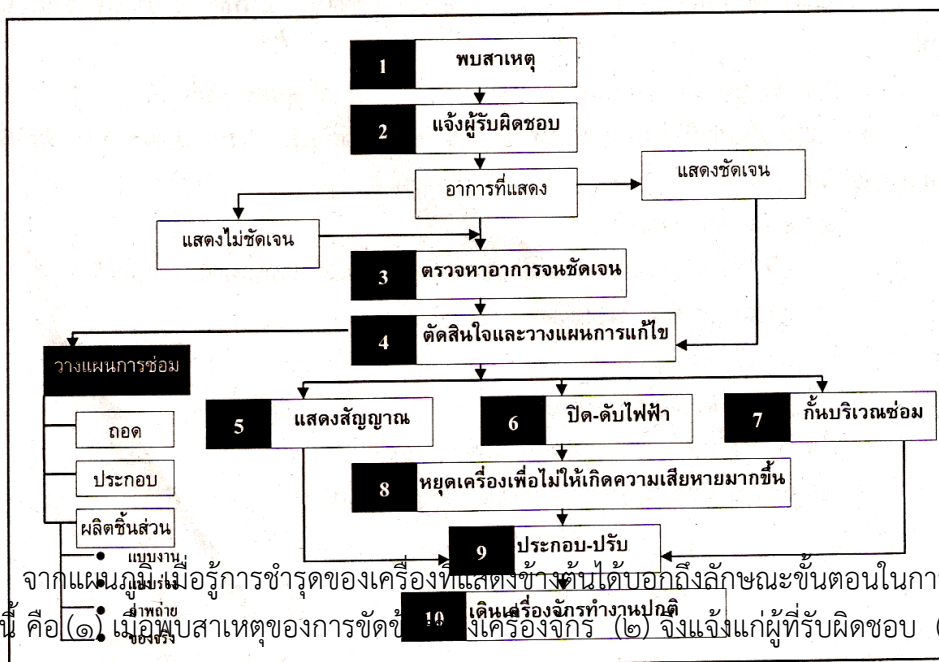 1 พบสาเหตุ
2 แจ้งผู้รับผิดชอบ
อาการที่แสดง
แสดงชัดเจน
แสดงไม่ชัดเจน
3 ตรวจหาอาการจนชัดเจน
4 ตัดสินใจและวางแผนการแก้ไข
วางแผนการซ่อม
ถอด
ประกอบ
ผลิตชิ้นส่วน
• แบบงาน
5 แสดงสัญญาณ
6 ปิด-ดับไฟฟ้า
7 กั้นบริเวณซ่อม
8 หยุดเครื่องเพื่อไม่ให้เกิดความเสียหายมากขึ้น
9 ประกอบ-ปรับ
10 เดินเครื่องจักรทำงานปกติ
• ของจริง
จากแผนภูมิ เมื่อรู้การชำรุดของเครื่องที่แสดงข้างต้นได้บอกถึงลักษณะขั้นตอนใน
นี้ คือ (๑) เมื่อพบสาเหตุของการ (๒) จึงแจ้งแก่ผู้ที่รับผิดชอบ